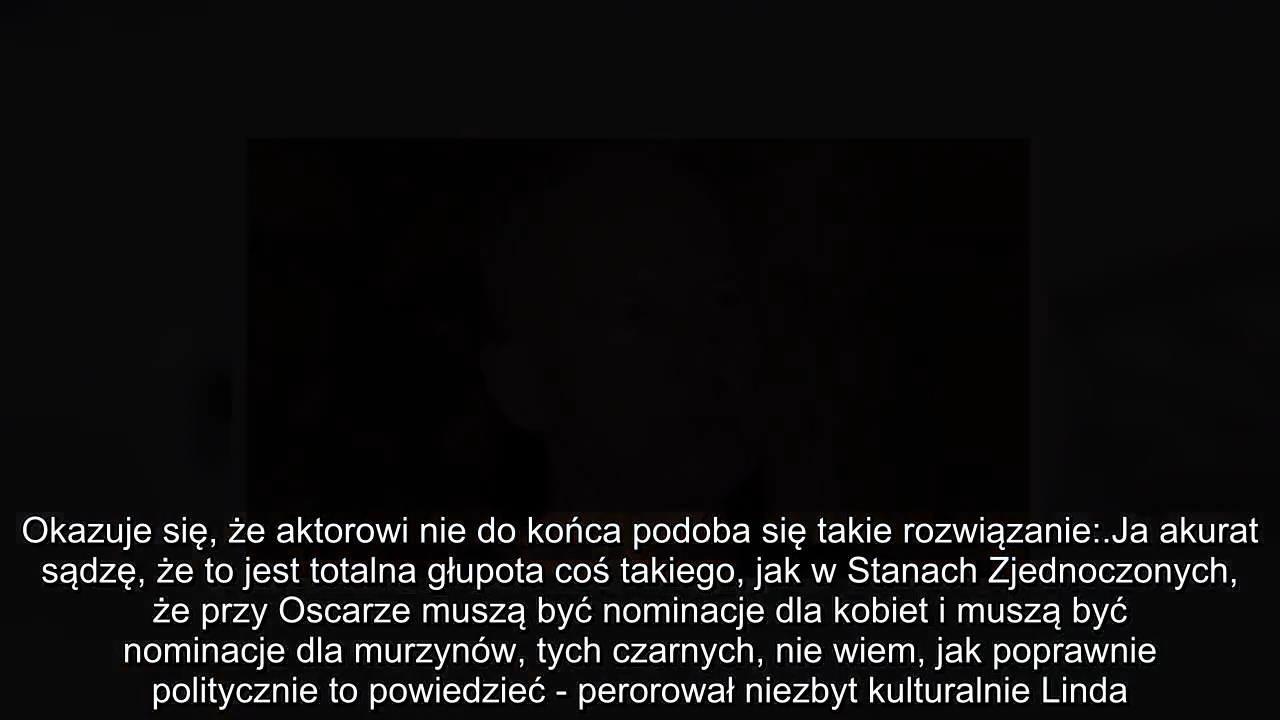 Okazuje się, że aktorowi nie do końca podoba się takie rozwiązanie:.Ja akurat
sądzę, że to jest totalna głupota coś takiego, jak w Stanach Zjednoczonych,
że przy Oscarze muszą być nominacje dla kobiet i muszą być
nominacje dla murzynów, tych czarnych, nie wiem, jak poprawnie
politycznie to powiedzieć - perorował niezbyt kulturalnie Linda